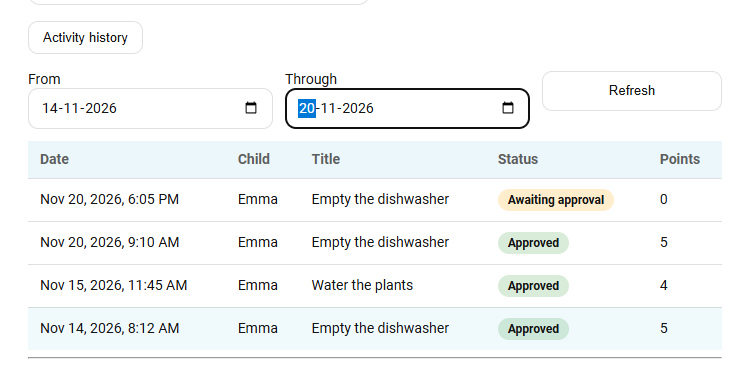 Activity history
From Through
14-11-2026 20-11-2026 Refresh
Date Child Title Status Points
Nov 20, 2026, 6:05 PM Emma Empty the dishwasher Awaiting approval 0
Nov 20, 2026, 9:10 AM Emma Empty the dishwasher Approved 5
Nov 15, 2026, 11:45 AM Emma Water the plants Approved 4
Nov 14, 2026, 8:12 AM Emma Empty the dishwasher Approved 5